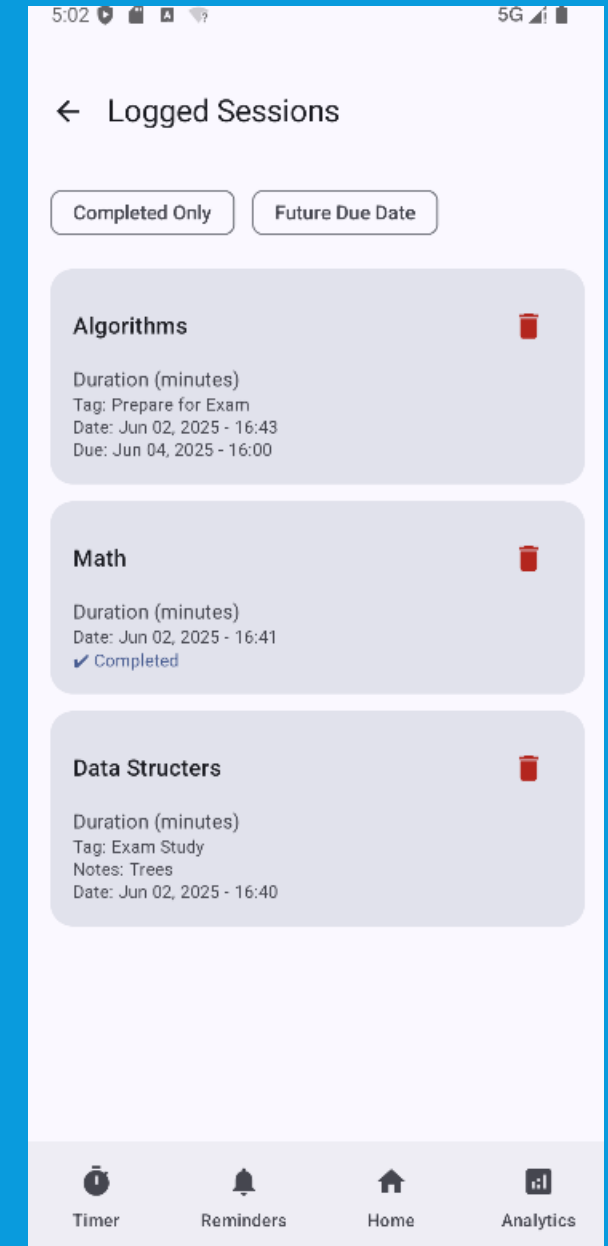 5:02
5G
Logged Sessions
Completed Only
Future Due Date
Algorithms
Duration (minutes)
Tag: Prepare for Exam
Date: Jun 02, 2025 - 16:43
Due: Jun 04, 2025 - 16:00
Math
Duration (minutes)
Date: Jun 02, 2025 - 16:41
✔ Completed
Data Structers
Duration (minutes)
Tag: Exam Study
Notes: Trees
Date: Jun 02, 2025 - 16:40
Timer
Reminders
Home
Analytics